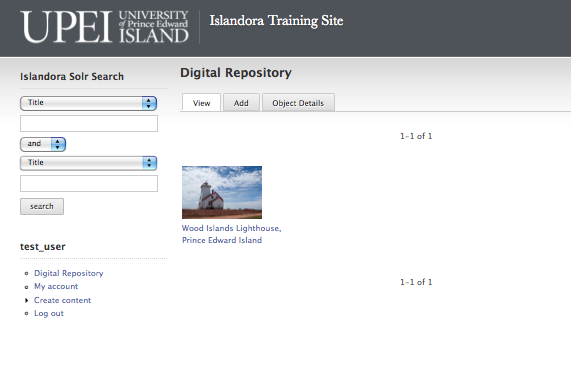 UPEI UNIVERSITY
of Prince Edward
ISLAND
Islandora Training Site
Islandora Solr Search
Title
and
Title
search
test_user
Digital Repository
My account
Create content
Log out
Digital Repository
View Add Object Details
1-1 of 1
Wood Islands Lighthouse,
Prince Edward Island
1-1 of 1